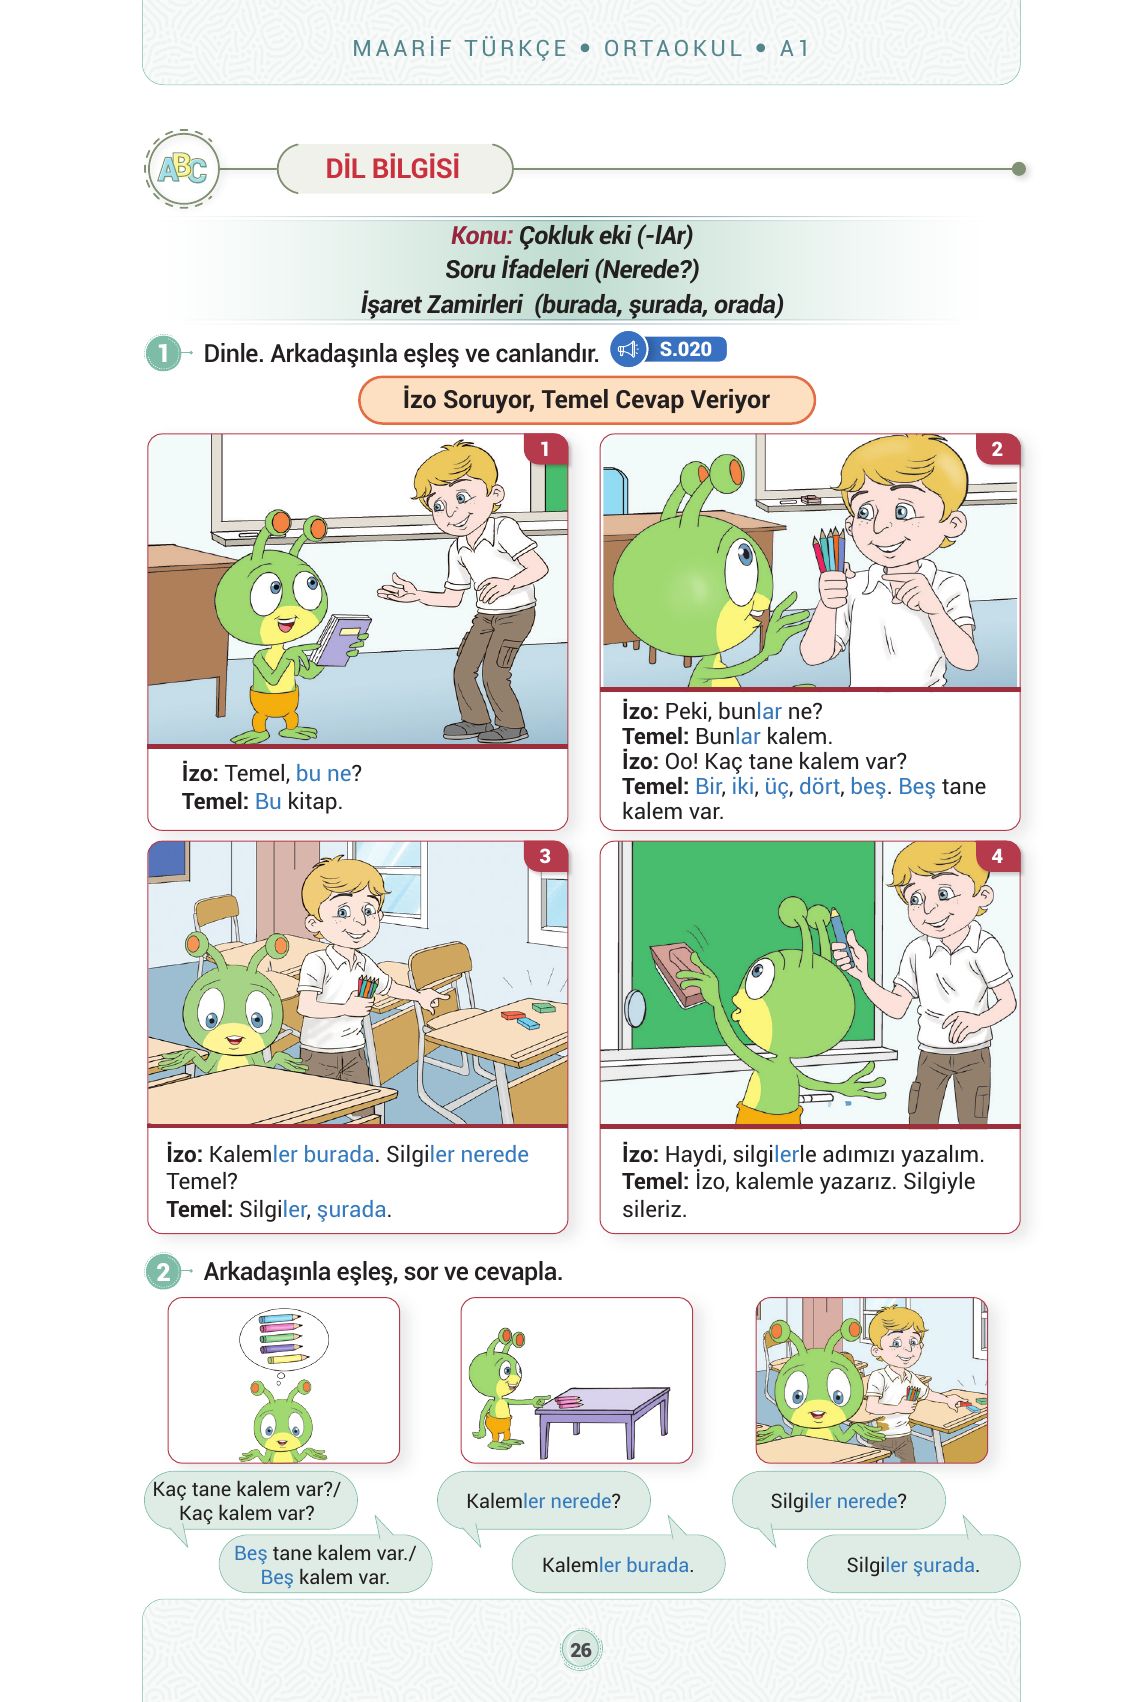 MAARİF TÜRKÇE • ORTAOKUL • A1
ABC
DİL BİLGİSİ
Konu: Çokluk eki (-lAr)
Soru İfadeleri (Nerede?)
İşaret Zamirleri (burada, şurada, orada)
1 Dinle. Arkadaşınla eşleş ve canlandır. S.020
İzo Soruyor, Temel Cevap Veriyor
1
İzo: Temel, bu ne?
Temel: Bu kitap.
2
İzo: Peki, bunlar ne?
Temel: Bunlar kalem.
İzo: Oo! Kaç tane kalem var?
Temel: Bir, iki, üç, dört, beş. Beş tane
kalem var.
3
İzo: Kalemler burada. Silgiler nerede
Temel?
Temel: Silgiler, şurada.
4
İzo: Haydi, silgilerle adımızı yazalım.
Temel: İzo, kalemle yazarız. Silgiyle
sileriz.
2 Arkadaşınla eşleş, sor ve cevapla.
Kaç tane kalem var?/
Kaç kalem var?
Beş tane kalem var./
Beş kalem var.
Kalemler nerede?
Kalemler burada.
Silgiler nerede?
Silgiler şurada.
26